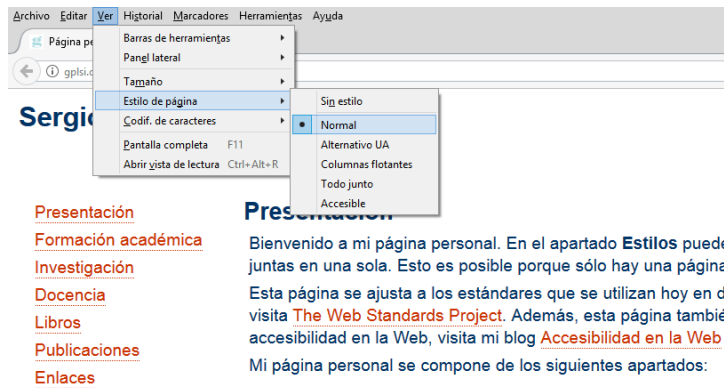 Archivo Editar Ver Historial Marcadores Herramientas Ayuda
Página pe
gplsi.
Barras de herramientas
Panel lateral
Tamaño
Estilo de página
Codif. de caracteres
Pantalla completa F11
Abrir vista de lectura Ctrl+Alt+R
Sin estilo
Normal
Alternativo UA
Columnas flotantes
Todo junto
Accesible
Sergi
Presentación
Formación académica
Investigación
Docencia
Libros
Publicaciones
Enlaces
Presentación
Bienvenido a mi página personal. En el apartado Estilos puede
juntas en una sola. Esto es posible porque sólo hay una página
Esta página se ajusta a los estándares que se utilizan hoy en d
visita The Web Standards Project. Además, esta página tambié
accesibilidad en la Web, visita mi blog Accesibilidad en la Web
Mi página personal se compone de los siguientes apartados: